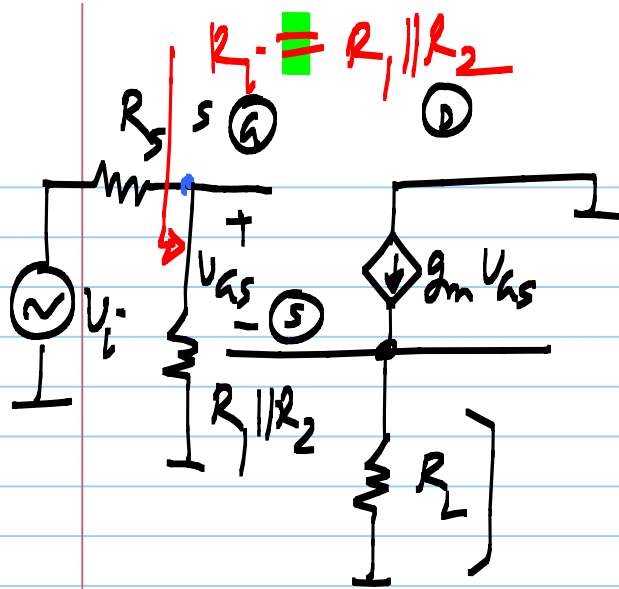 Ri = R1||R2
Rs
S
G
D
+
VGS
-
S
gm VGS
Vi
R1||R2
RL